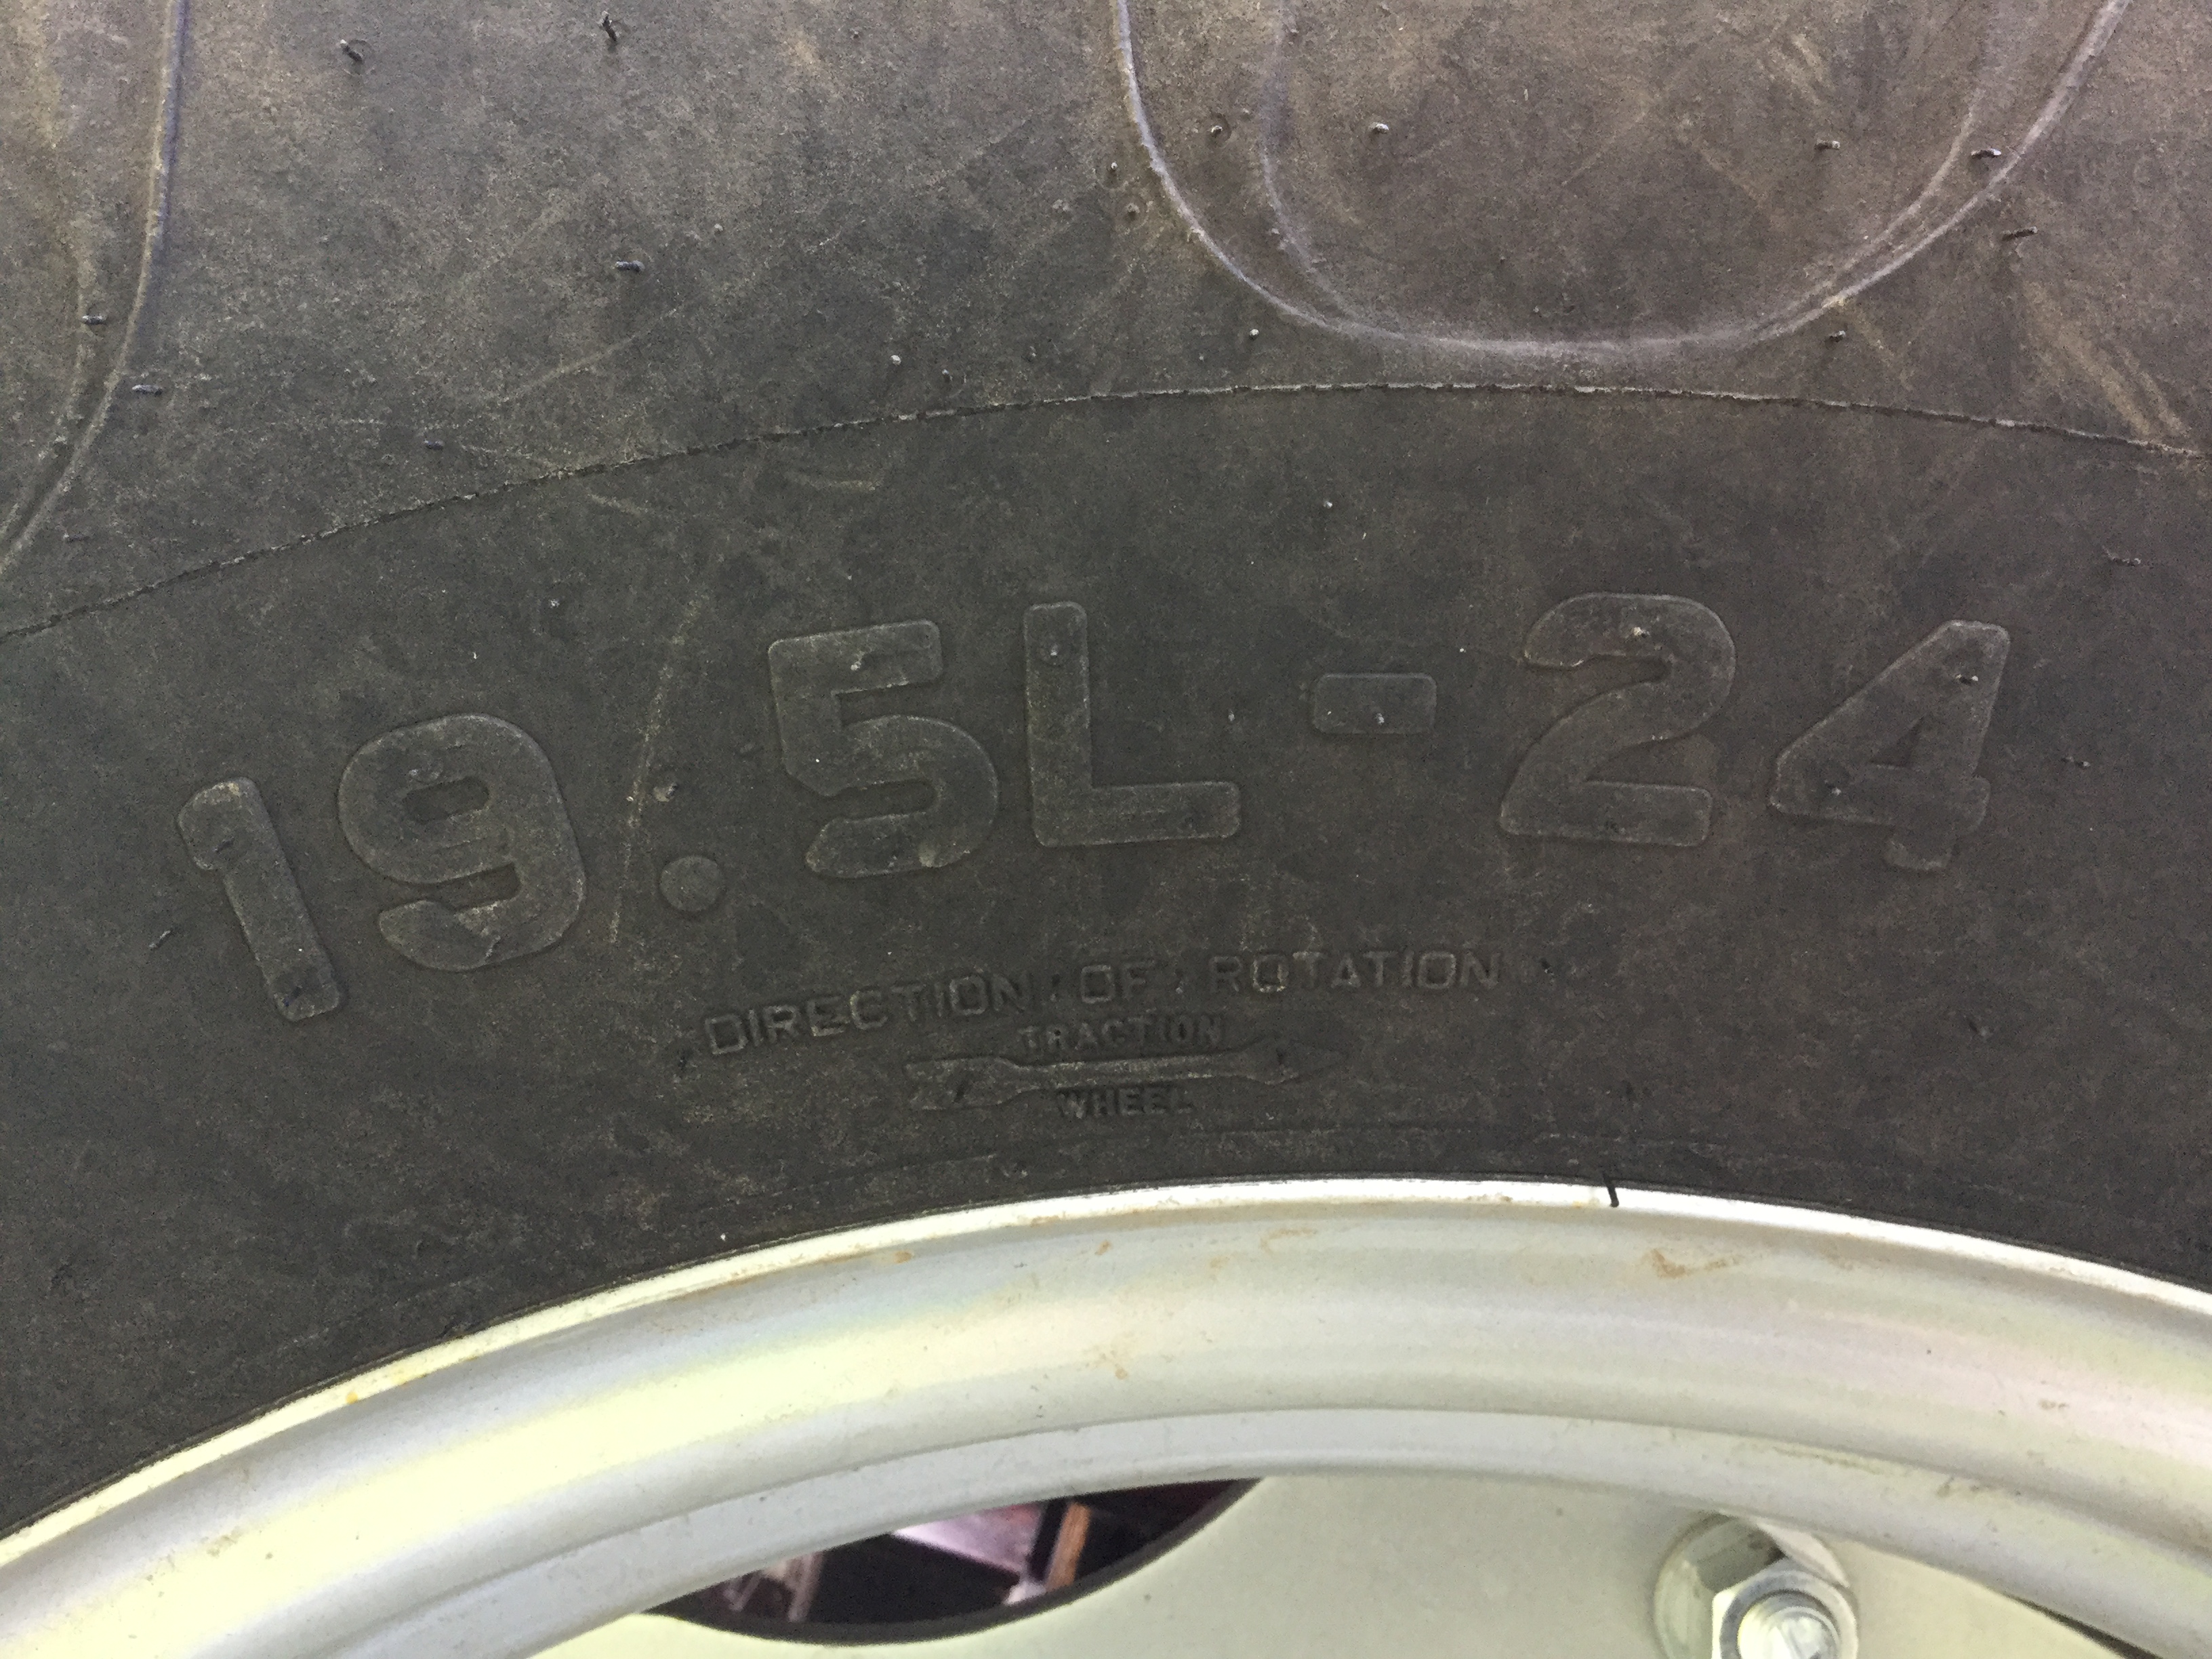 19.5L-24
DIRECTION OF ROTATION
TRACTION
WHEEL